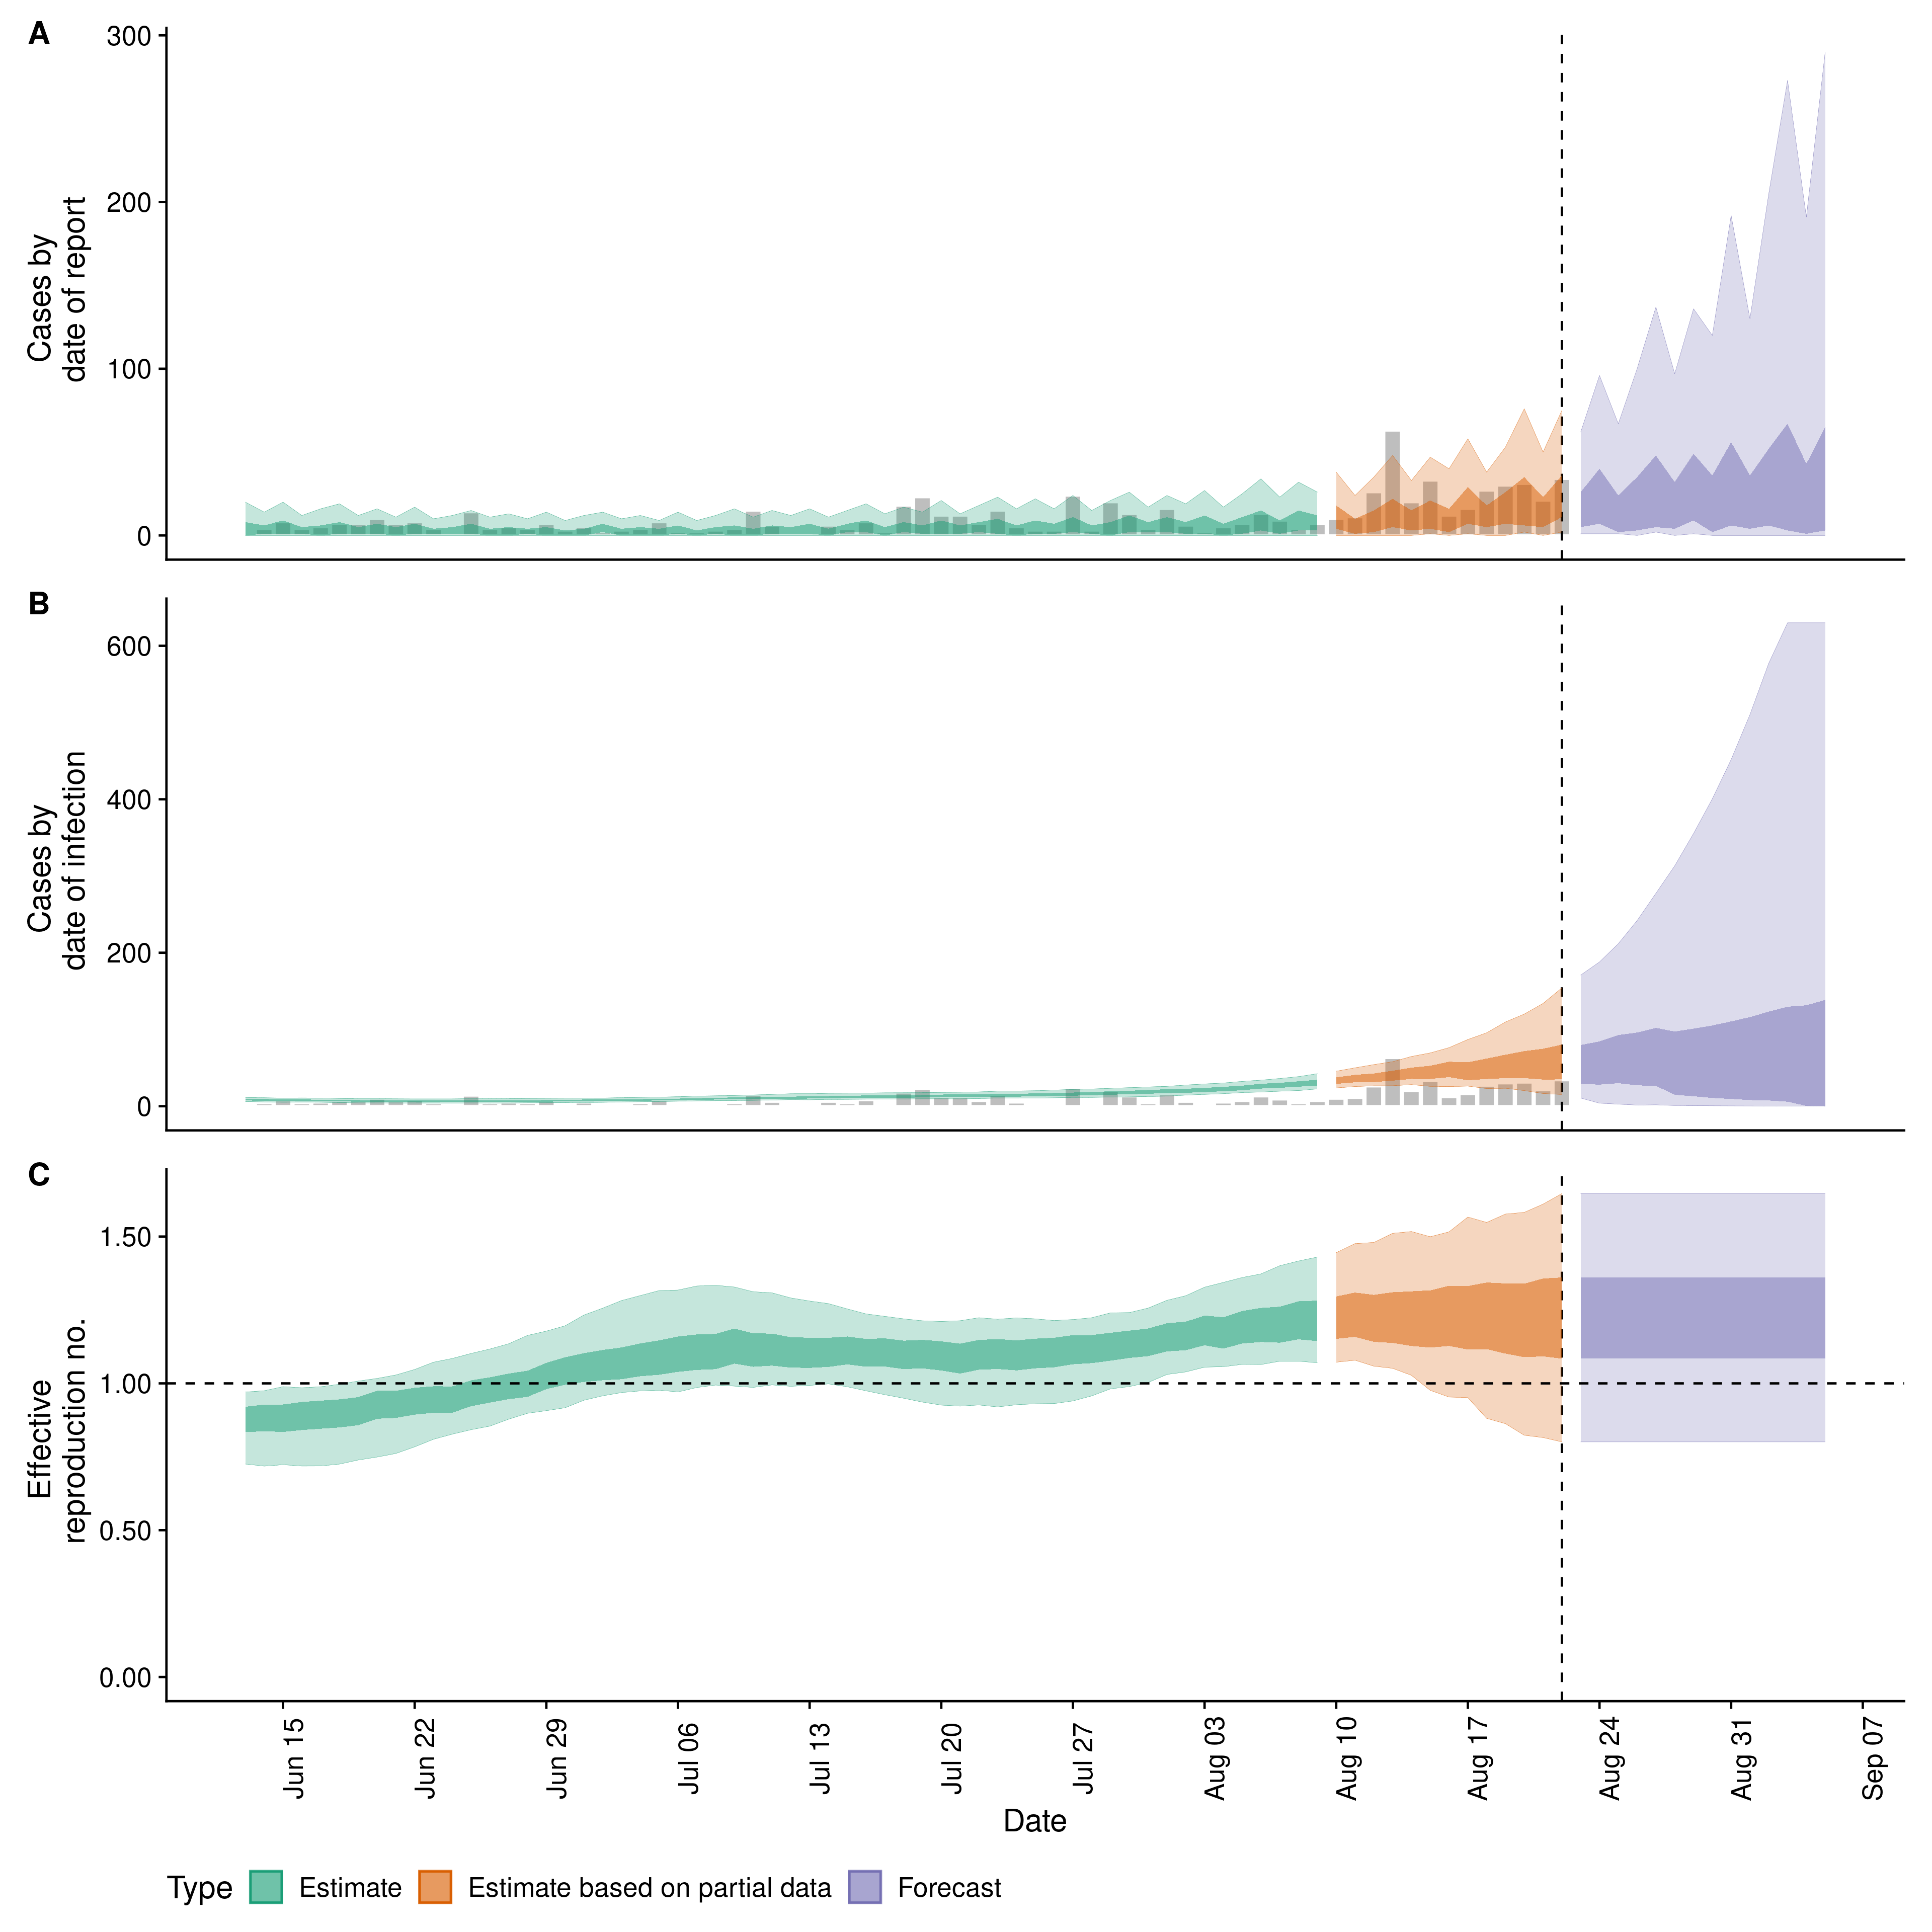 A
300
200
100
0
Cases by
date of report
B
600
400
200
0
Cases by
date of infection
C
1.50
1.00
0.50
0.00
Effective
reproduction no.
Jun 15
Jun 22
Jun 29
Jul 06
Jul 13
Jul 20
Jul 27
Aug 03
Aug 10
Aug 17
Aug 24
Aug 31
Sep 07
Date
Type Estimate Estimate based on partial data Forecast